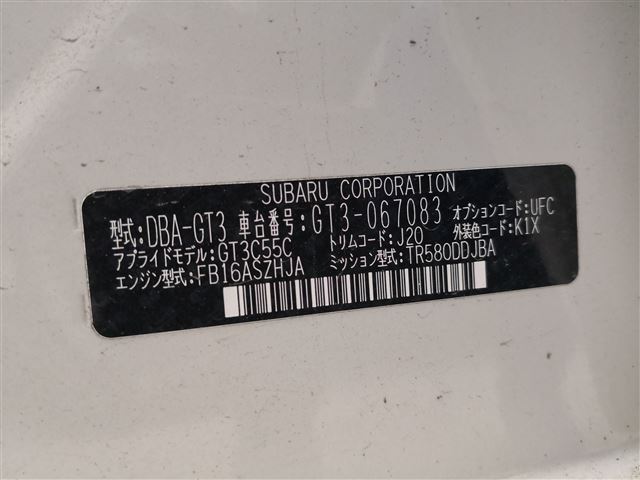 SUBARU CORPORATION
型式:DBA-GT3 車台番号:GT3-067083 オプションコード:UFC
アプライドモデル:GT3C55C トリムコード:J20 外装色コード:K1X
エンジン型式:FB16ASZHJA ミッション型式:TR580DDJBA